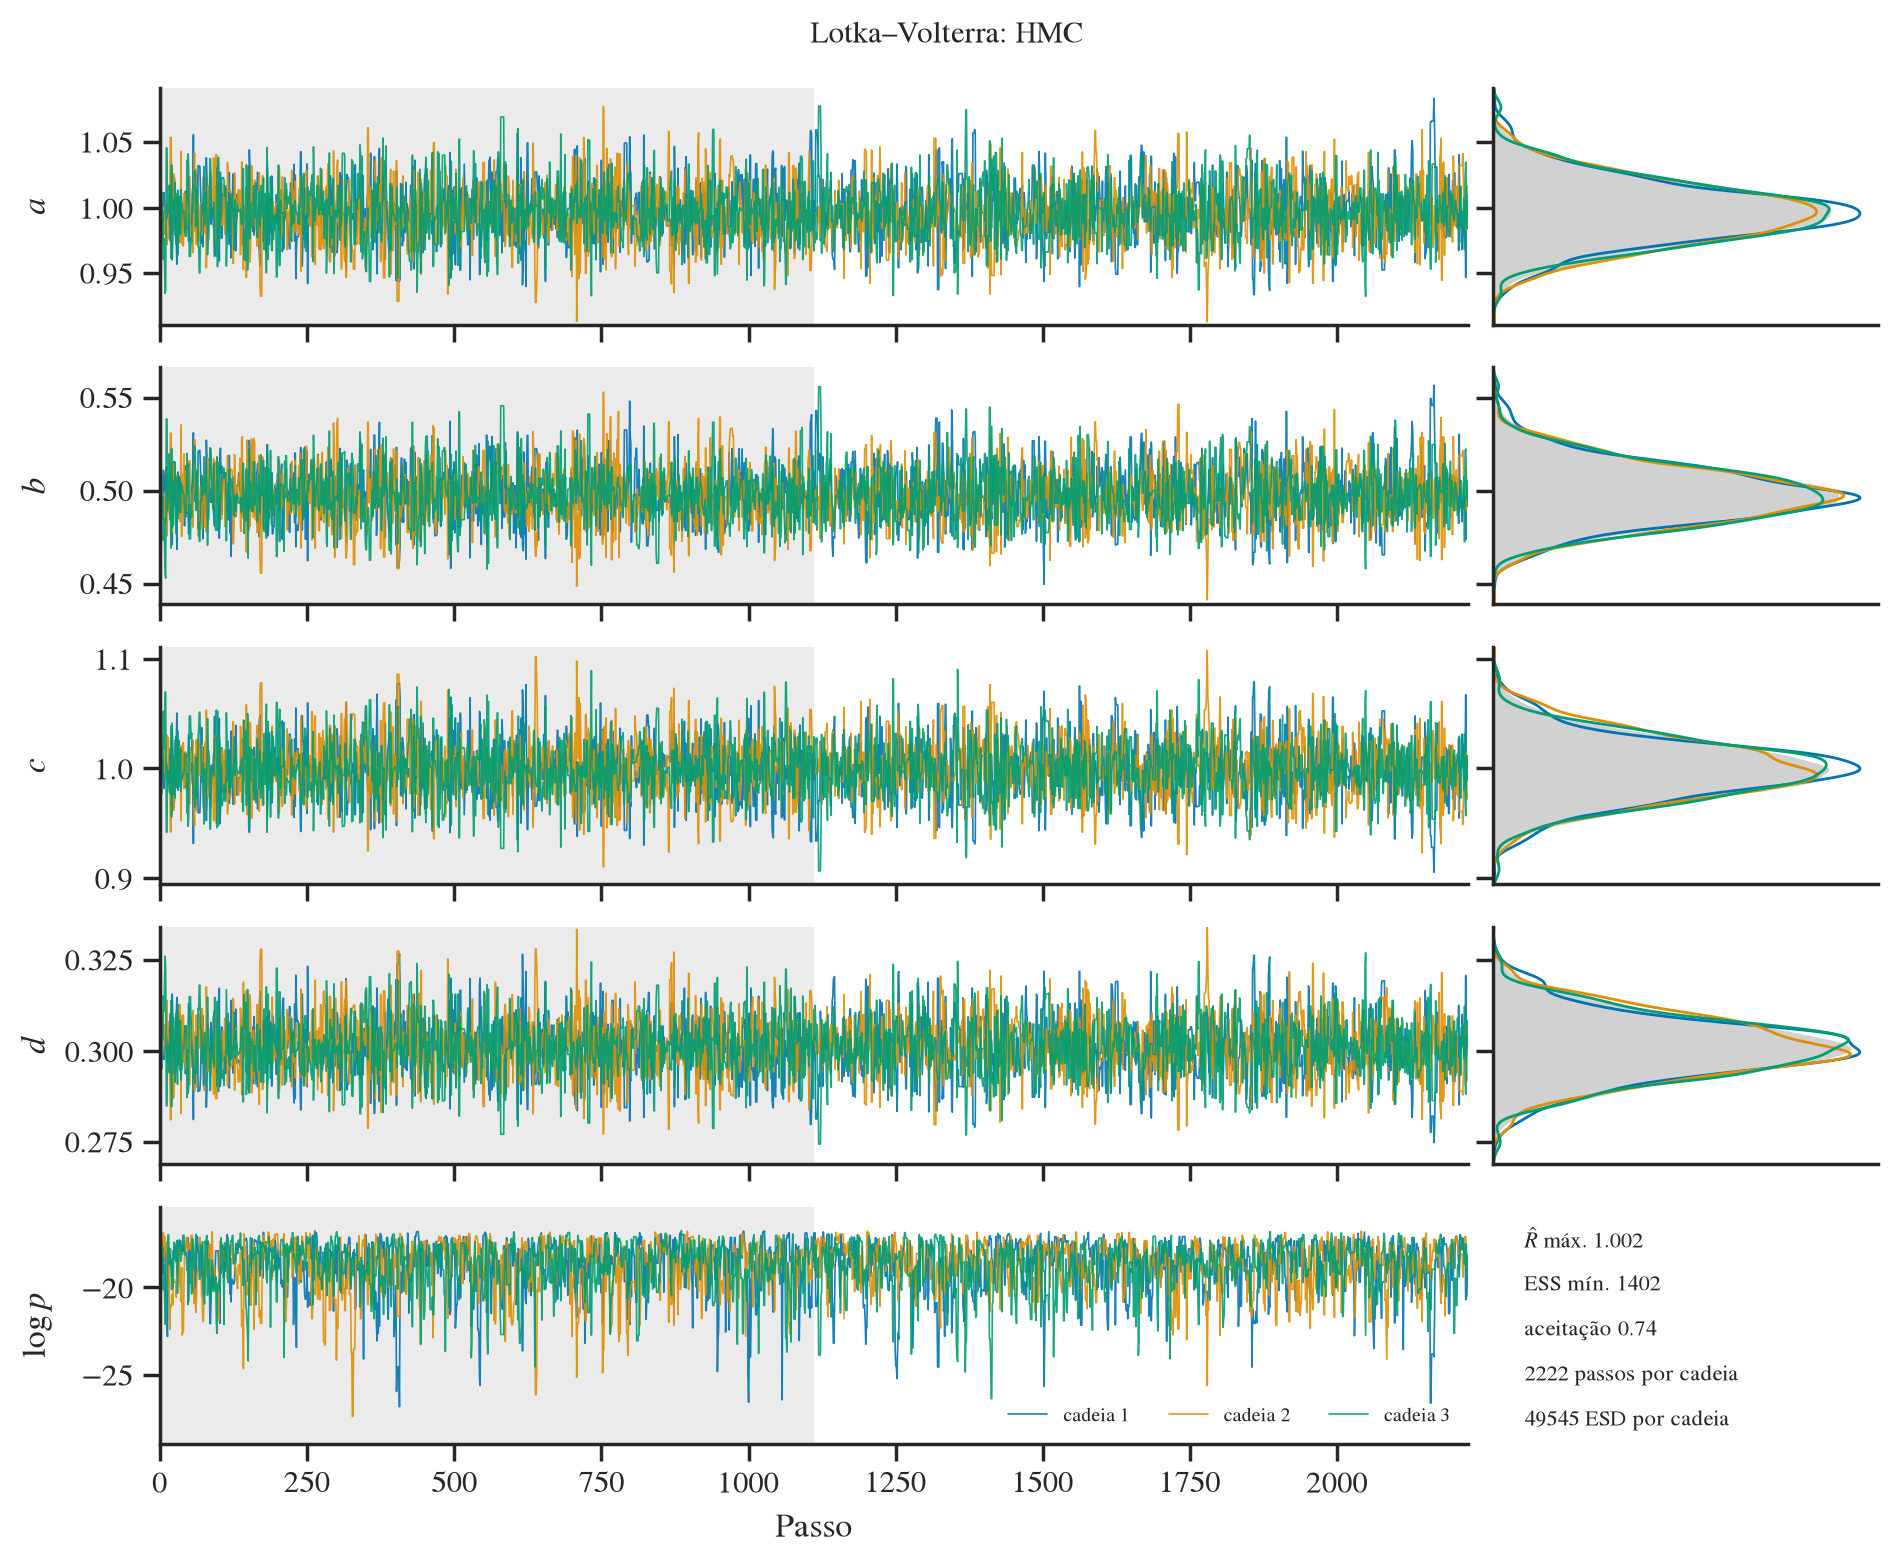 Lotka–Volterra: HMC
a
1.05
1.00
0.95
b
0.55
0.50
0.45
c
1.1
1.0
0.9
d
0.325
0.300
0.275
log p
−20
−25
cadeia 1 cadeia 2 cadeia 3
R̂ máx. 1.002
ESS mín. 1402
aceitação 0.74
2222 passos por cadeia
49545 ESD por cadeia
0 250 500 750 1000 1250 1500 1750 2000
Passo